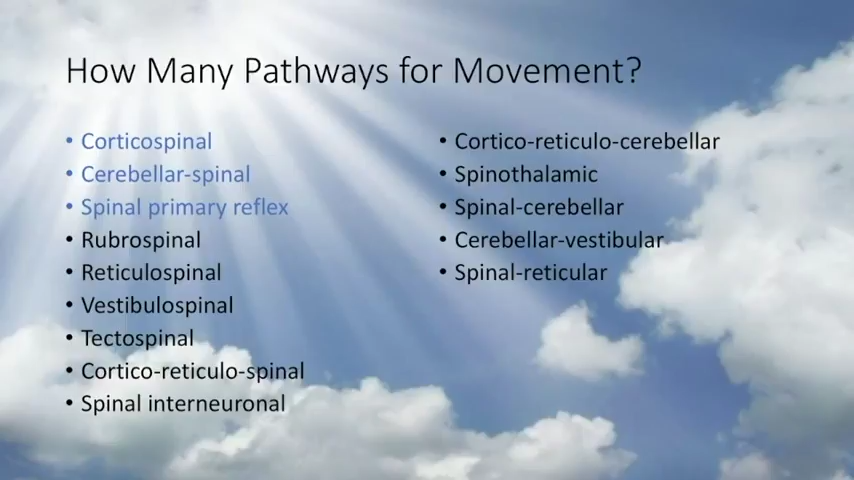 How Many Pathways for Movement?
• Corticospinal
• Cerebellar-spinal
• Spinal primary reflex
• Rubrospinal
• Reticulospinal
• Vestibulospinal
• Tectospinal
• Cortico-reticulo-spinal
• Spinal interneuronal
• Cortico-reticulo-cerebellar
• Spinothalamic
• Spinal-cerebellar
• Cerebellar-vestibular
• Spinal-reticular